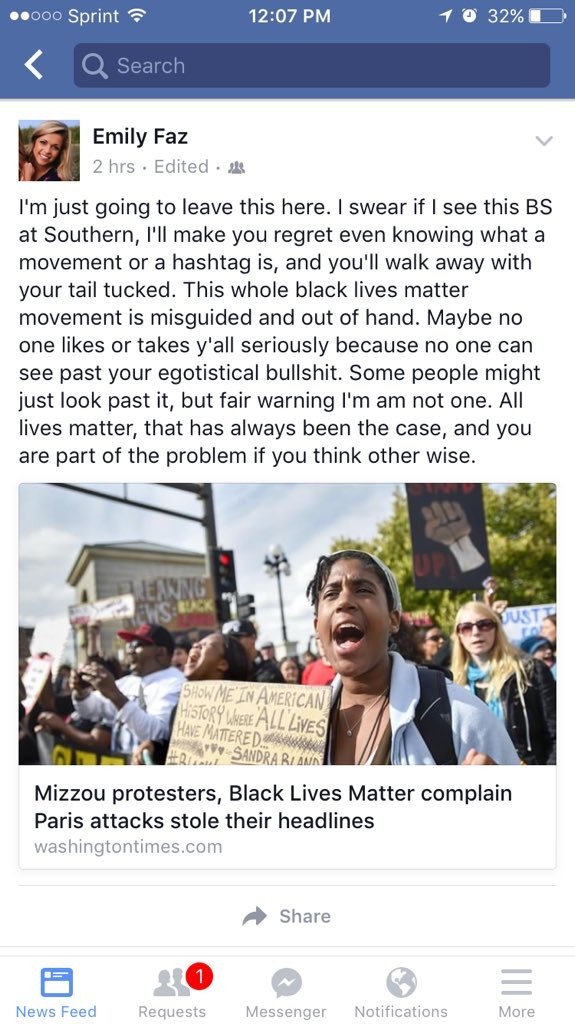 Sprint 12:07 PM 32%
Search
Emily Faz
2 hrs · Edited ·
I'm just going to leave this here. I swear if I see this BS
at Southern, I'll make you regret even knowing what a
movement or a hashtag is, and you'll walk away with
your tail tucked. This whole black lives matter
movement is misguided and out of hand. Maybe no
one likes or takes y'all seriously because no one can
see past your egotistical bullshit. Some people might
just look past it, but fair warning I'm am not one. All
lives matter, that has always been the case, and you
are part of the problem if you think other wise.
STAND
UP!
SHOW ME IN AMERICAN
HISTORY WHERE ALL LIVES
HAVE MATTERED...
- SANDRA BLAND
Mizzou protesters, Black Lives Matter complain
Paris attacks stole their headlines
washingtontimes.com
Share
1
News Feed Requests Messenger Notifications More